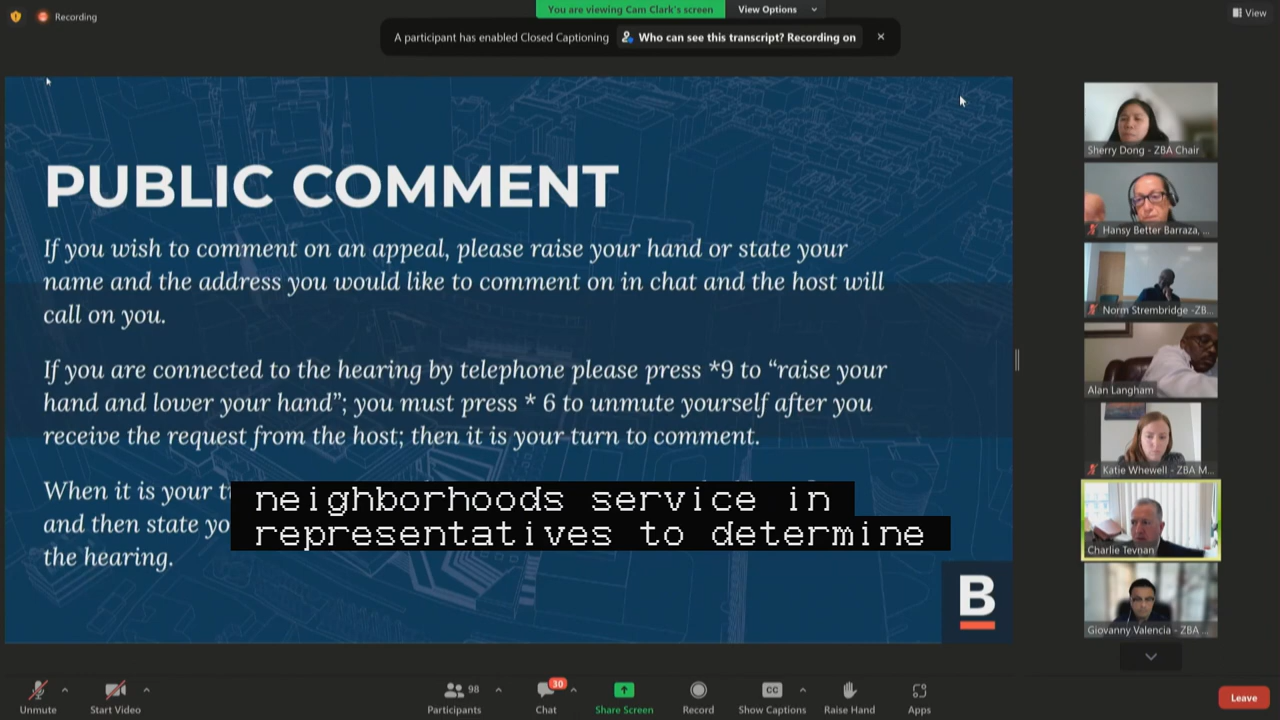 Recording
You are viewing Cam Clark's screen
View Options
A participant has enabled Closed Captioning
Who can see this transcript? Recording on
View
PUBLIC COMMENT
If you wish to comment on an appeal, please raise your hand or state your
name and the address you would like to comment on in chat and the host will
call on you.
If you are connected to the hearing by telephone please press *9 to “raise your
hand and lower your hand”; you must press * 6 to unmute yourself after you
receive the request from the host; then it is your turn to comment.
When it is your t
and then state yo
the hearing.
neighborhoods service in
representatives to determine
B
Sherry Dong - ZBA Chair
Hansy Better Barraza, ...
Norm Strembridge -ZB...
Alan Langham
Katie Whewell - ZBA M...
Charlie Tevnan
Giovanny Valencia - ZBA ...
Unmute
Start Video
98
Participants
30
Chat
Share Screen
Record
CC
Show Captions
Raise Hand
Apps
Leave